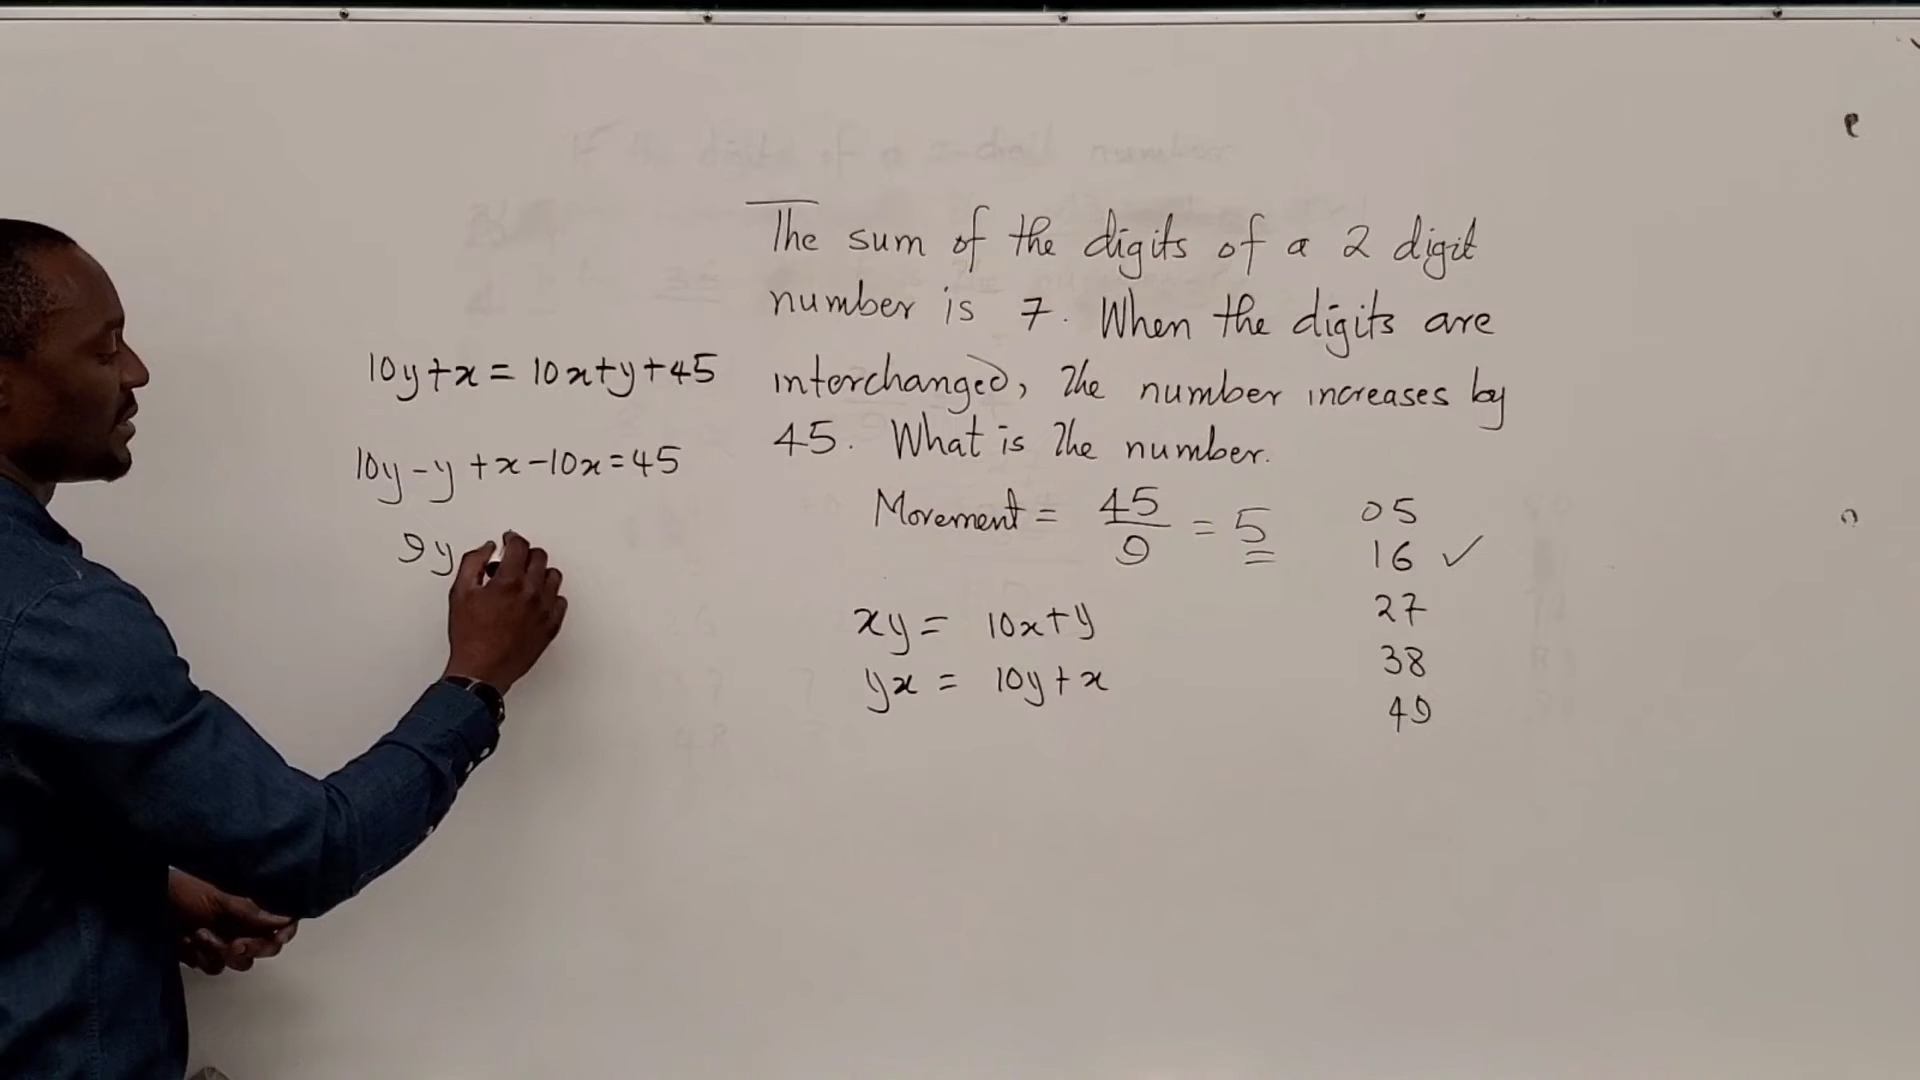 The sum of the digits of a 2 digit
number is 7. When the digits are
interchanged, The number increases by
45. What is The number.
Movement = 45/9 = 5
xy = 10x+y
yx = 10y+x
05
16 ✓
27
38
49
10y+x = 10x+y+45
10y-y+x-10x=45
9y